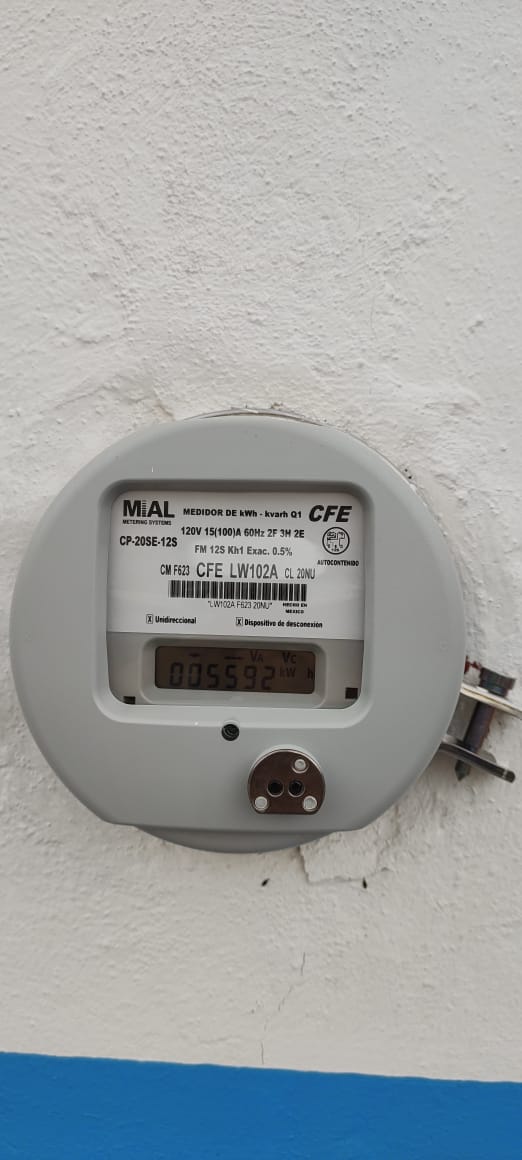 MIAL
METERING SYSTEMS
MEDIDOR DE kWh - kvarh Q1
CFE
120V 15(100)A 60Hz 2F 3H 2E
CP-20SE-12S
FM 12S Kh1 Exac. 0.5%
AUTOCONTENIDO
CM F623 CFE LW102A CL 20NU
"LW102A F623 20NU"
HECHO EN
MEXICO
X Unidireccional
X Dispositivo de desconexión
VA VC
005592 kW h